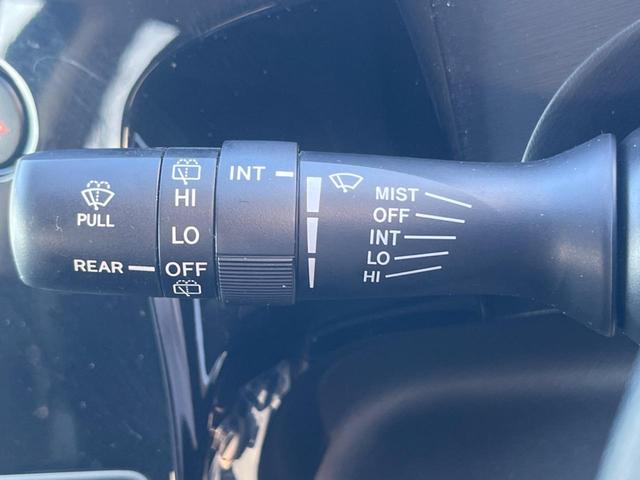 PULL
REAR
HI
LO
OFF
INT
MIST
OFF
INT
LO
HI